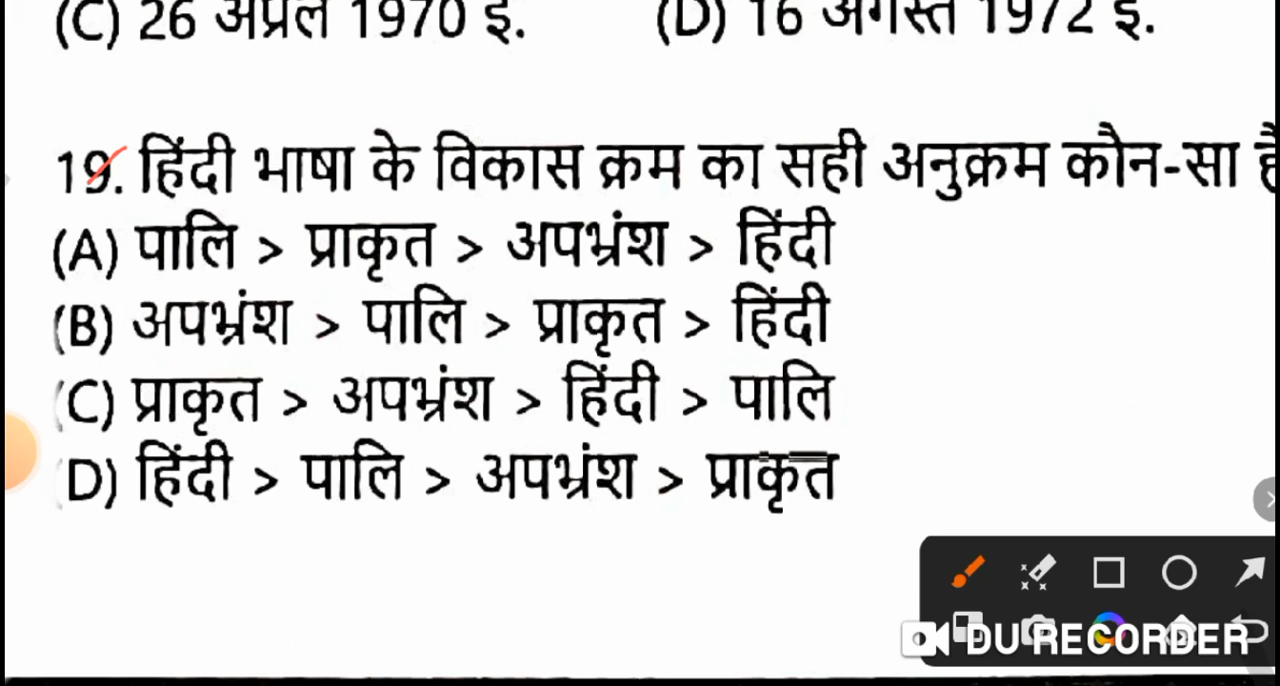 (C) 26 अप्रैल 1970 ई. (D) 16 अगस्त 1972 ई.
19. हिंदी भाषा के विकास क्रम का सही अनुक्रम कौन-सा है
(A) पालि > प्राकृत > अपभ्रंश > हिंदी
(B) अपभ्रंश > पालि > प्राकृत > हिंदी
(C) प्राकृत > अपभ्रंश > हिंदी > पालि
(D) हिंदी > पालि > अपभ्रंश > प्राकृत
DU RECORDER